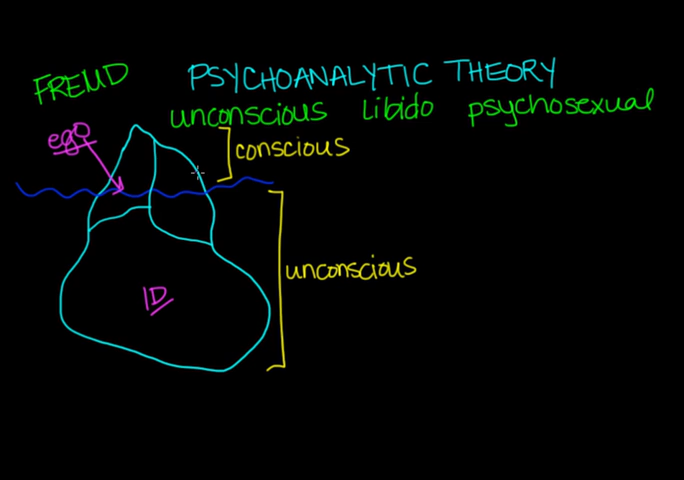 FREUD PSYCHOANALYTIC THEORY
unconscious libido psychosexual
ego
conscious
unconscious
ID